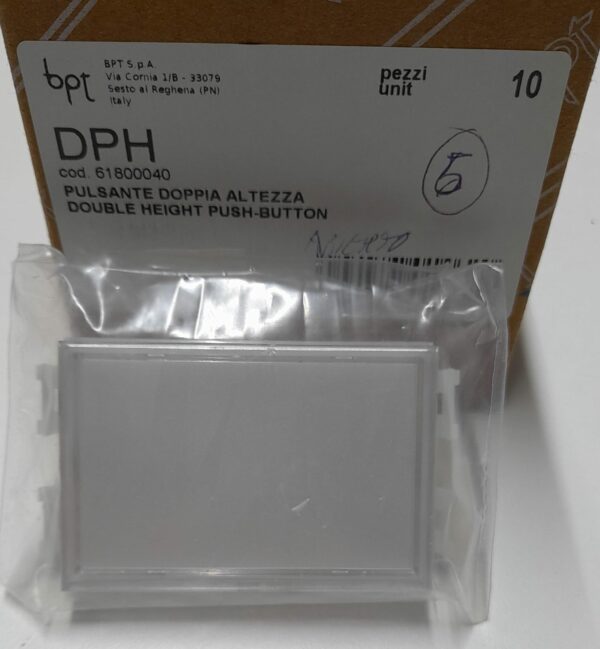 bpt
BPT S.p.A.
Via Cornia 1/B - 33079
Sesto al Reghena (PN)
Italy
pezzi
unit
10
DPH
cod. 61800040
PULSANTE DOPPIA ALTEZZA
DOUBLE HEIGHT PUSH-BUTTON
5